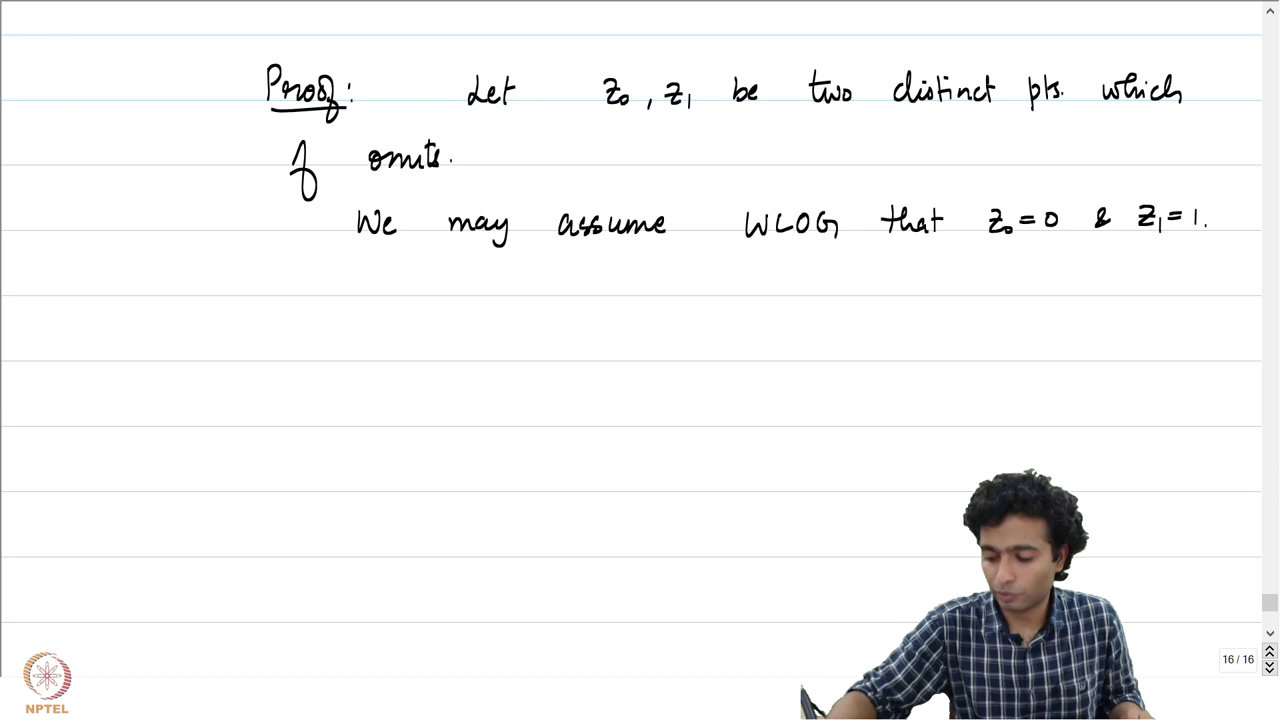 Proof: Let z₀, z₁ be two distinct pts. which
f omits.
We may assume WLOG that z₀=0 & z₁=1.
16 / 16
NPTEL